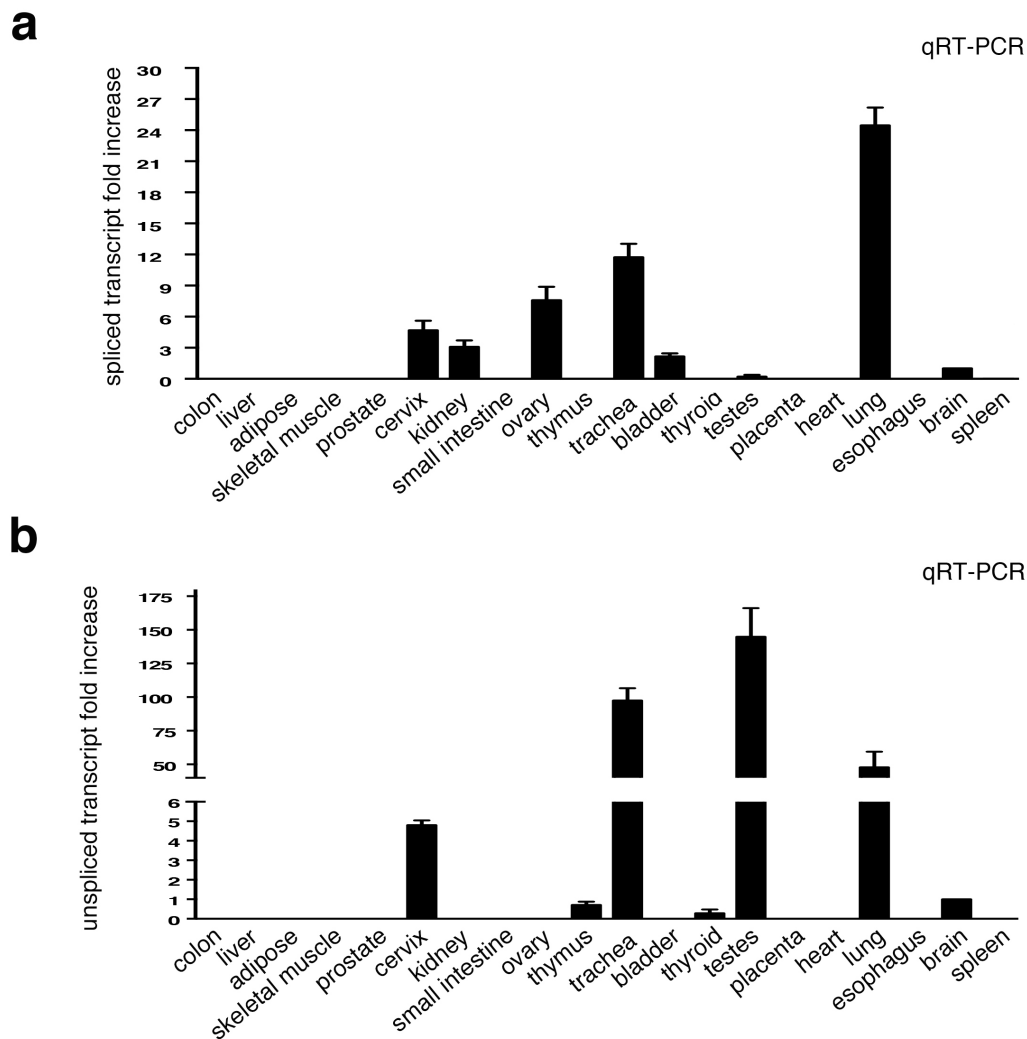 a
qRT-PCR
spliced transcript fold increase
30
27
24
21
18
15
12
9
6
3
0
colon
liver
adipose
skeletal muscle
prostate
cervix
kidney
small intestine
ovary
thymus
trachea
bladder
thyroid
testes
placenta
heart
lung
esophagus
brain
spleen
b
qRT-PCR
unspliced transcript fold increase
175
150
125
100
75
50
6
5
4
3
2
1
0
colon
liver
adipose
skeletal muscle
prostate
cervix
kidney
small intestine
ovary
thymus
trachea
bladder
thyroid
testes
placenta
heart
lung
esophagus
brain
spleen